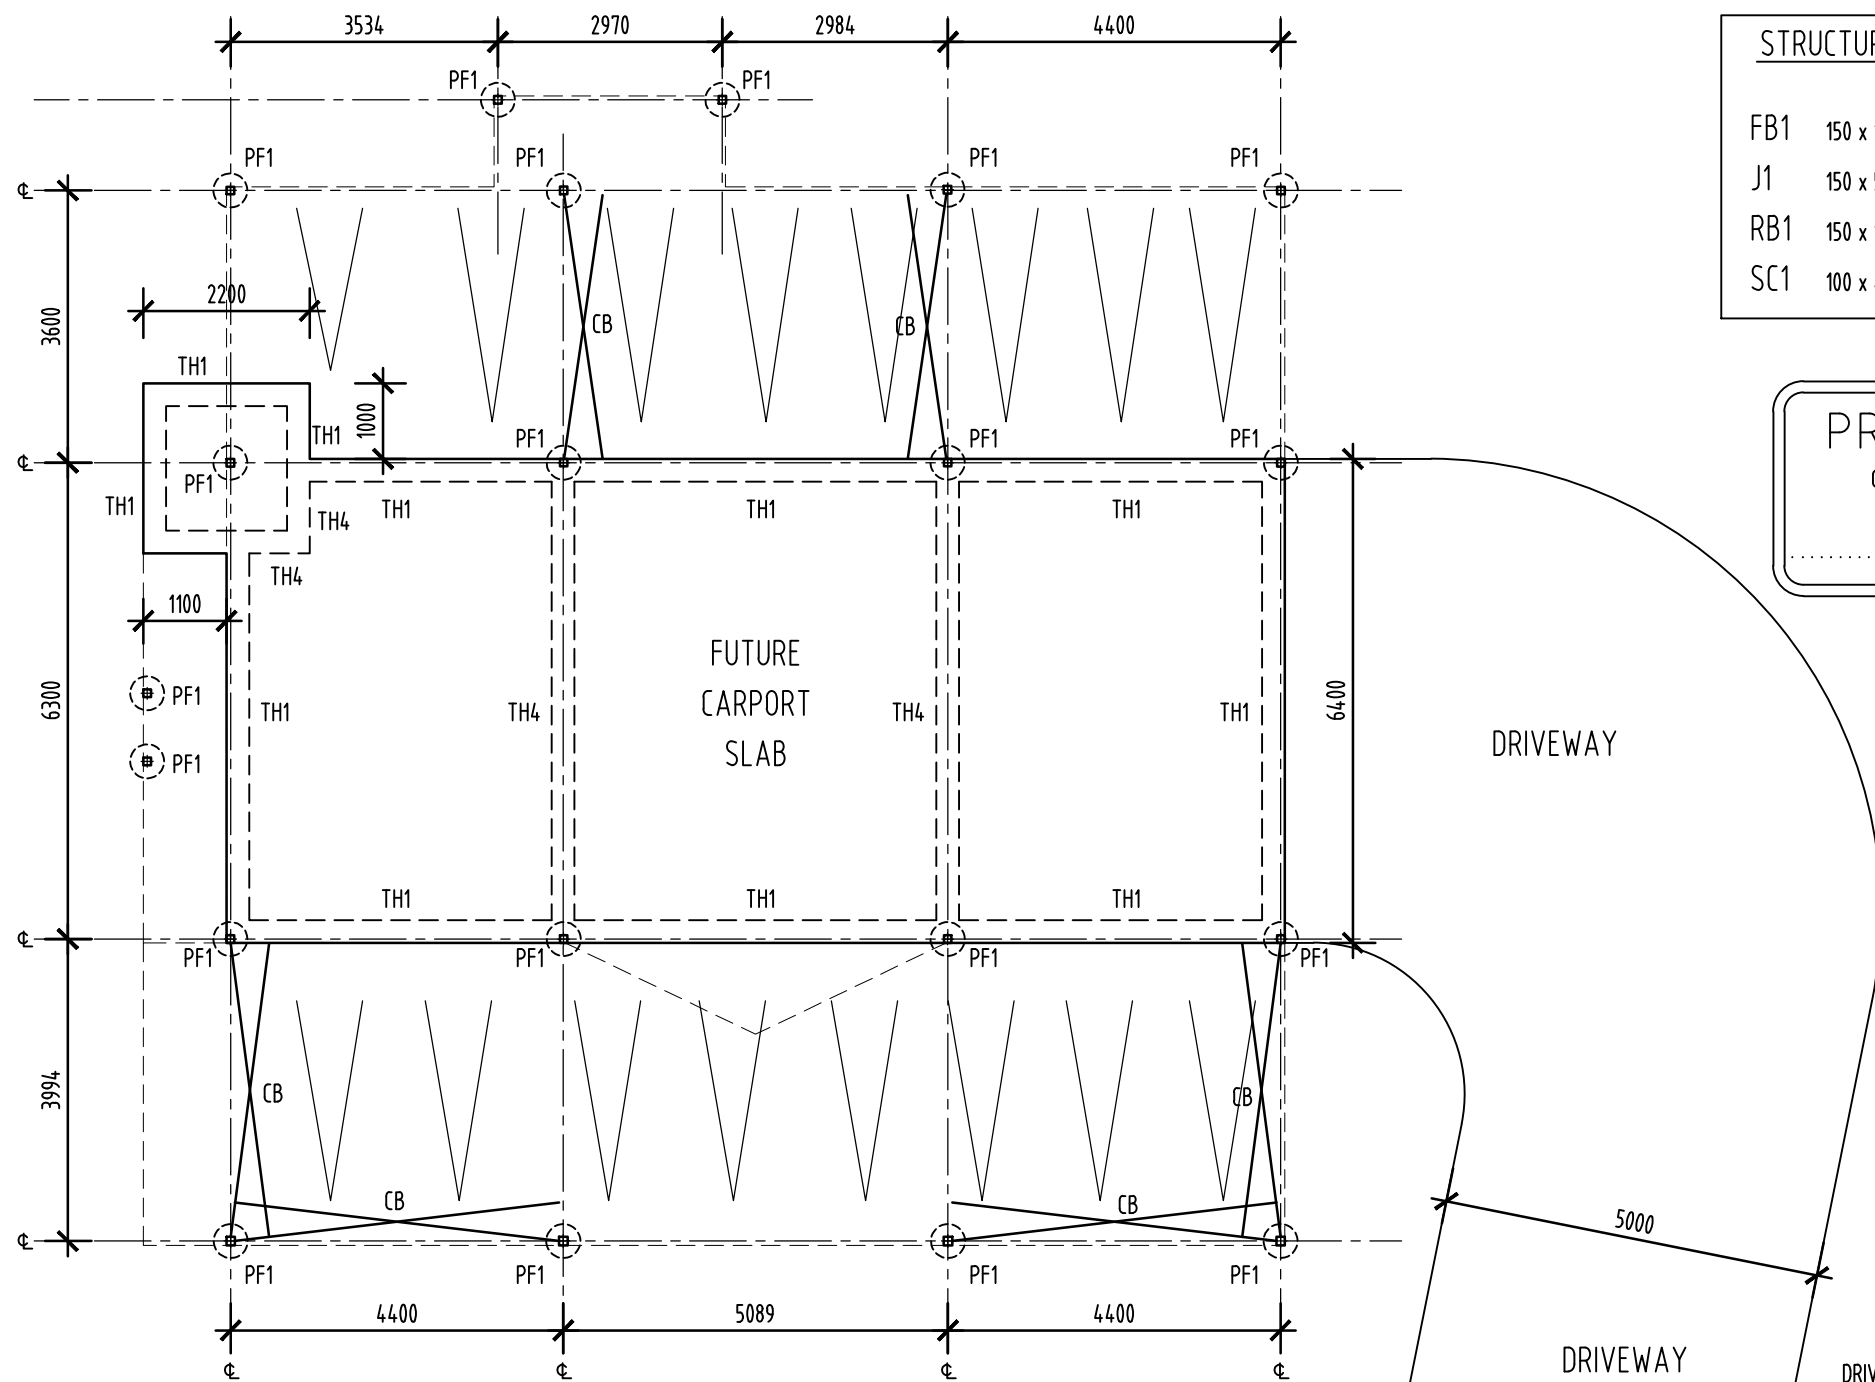 3534 2970 2984 4400
STRUCTUR
PF1 PF1
FB1 150 x
J1 150 x
RB1 150 x
SC1 100 x
PF1 PF1 PF1 PF1
℄
3600
2200
CB CB
TH1
1000
TH1
PF1 PF1 PF1
PR
℄
PF1
TH1
TH4
TH1 TH1 TH1
TH4
1100
FUTURE
CARPORT
SLAB
6300
PF1
PF1
TH1 TH4 TH4 TH1
6400
DRIVEWAY
TH1 TH1 TH1
℄
PF1 PF1 PF1 PF1
3994
CB CB
CB CB
℄
5000
PF1 PF1 PF1 PF1
4400 5089 4400
℄ ℄ ℄ ℄
DRIVEWAY
DRIV